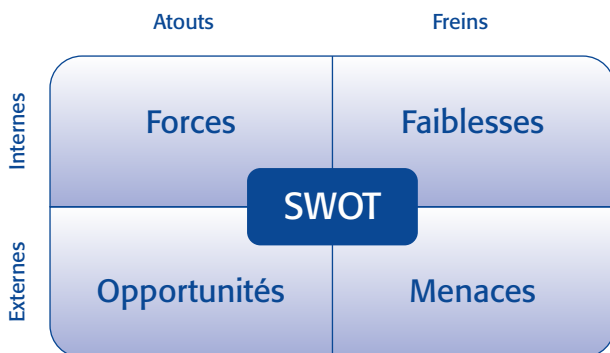 Atouts Freins
Internes
Forces Faiblesses
SWOT
Externes
Opportunités Menaces